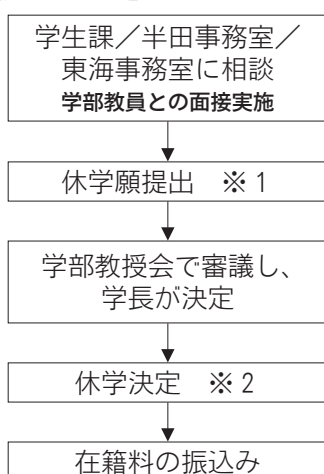 学生課／半田事務室／
東海事務室に相談
学部教員との面接実施
休学願提出　※1
学部教授会で審議し、
学長が決定
休学決定　※2
在籍料の振込み